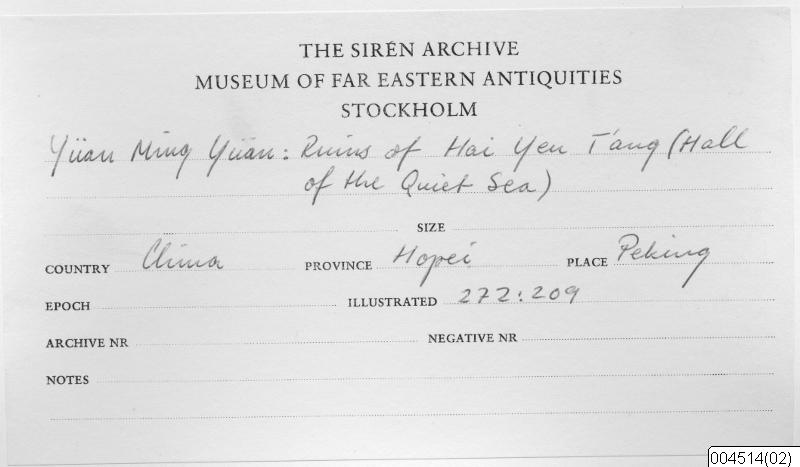 THE SIRÉN ARCHIVE
MUSEUM OF FAR EASTERN ANTIQUITIES
STOCKHOLM
Yüan Ming Yüan: Ruins of Hai Yen T'ang (Hall
of the Quiet Sea)
SIZE
COUNTRY China PROVINCE Hopei PLACE Peking
EPOCH ILLUSTRATED 272:209
ARCHIVE NR NEGATIVE NR
NOTES
004514(02)